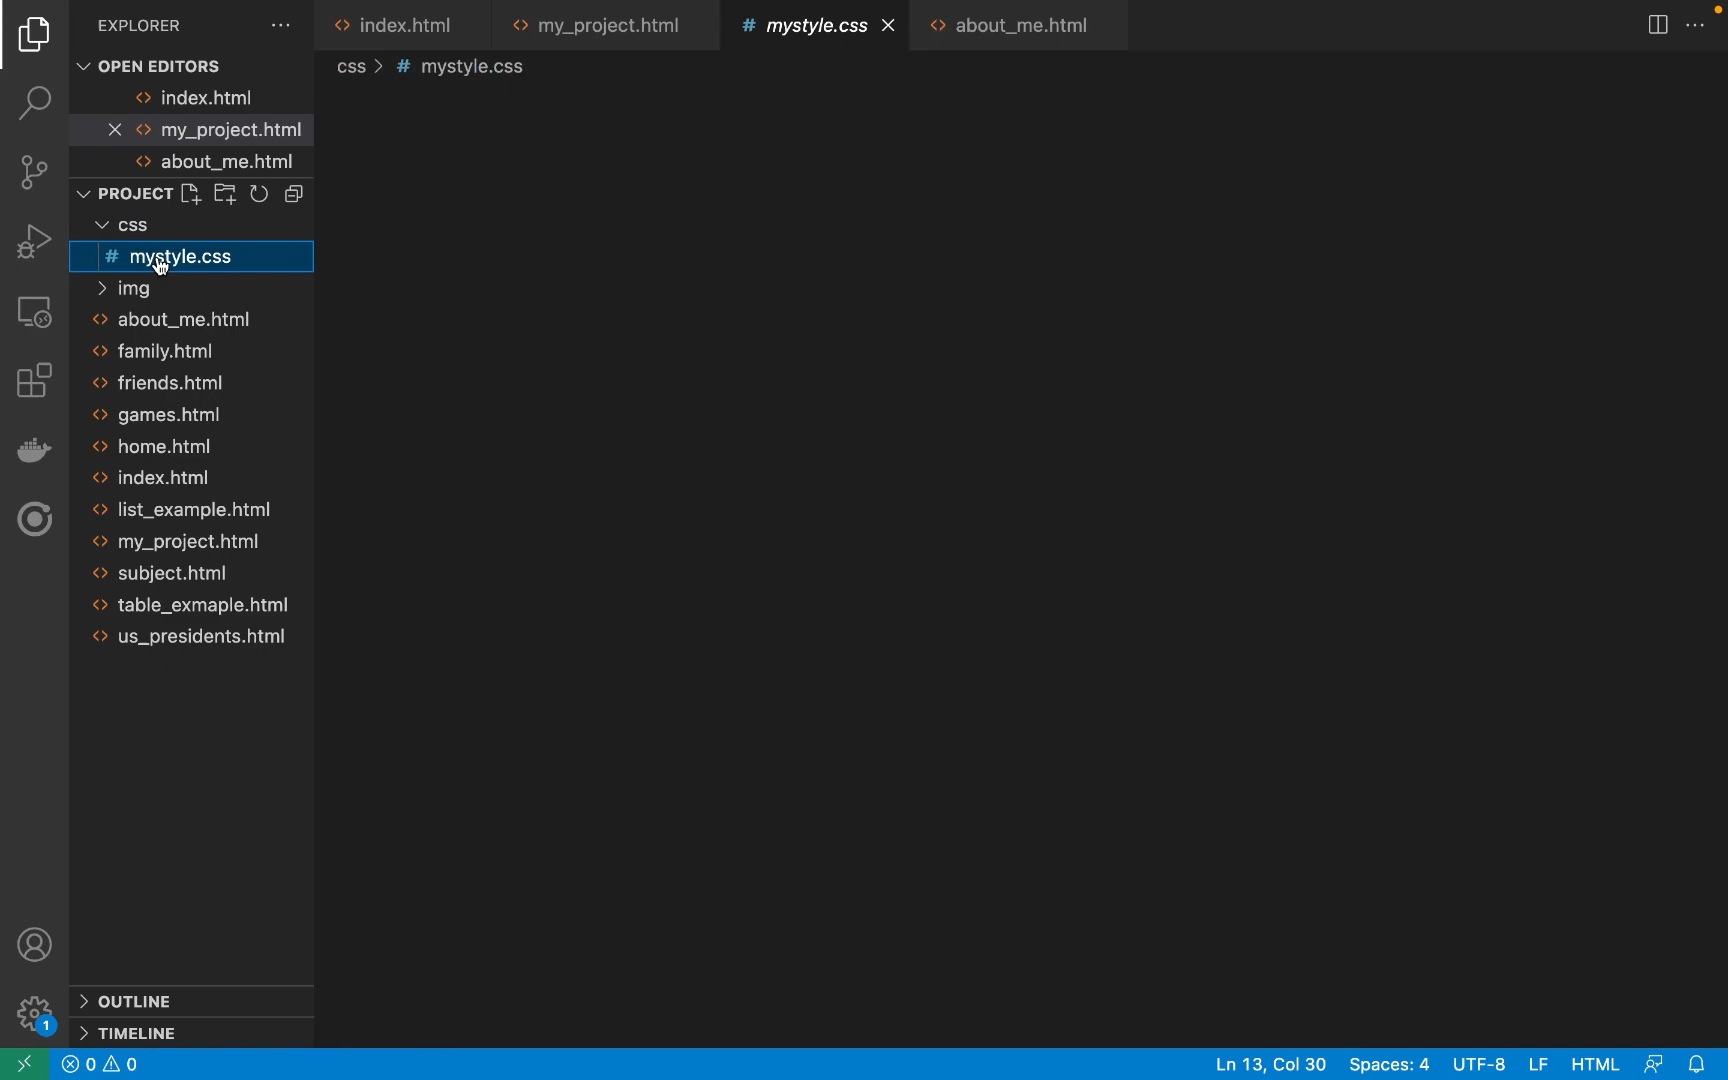 EXPLORER
OPEN EDITORS
index.html
my_project.html
about_me.html
PROJECT
css
# mystyle.css
img
about_me.html
family.html
friends.html
games.html
home.html
index.html
list_example.html
my_project.html
subject.html
table_exmaple.html
us_presidents.html
OUTLINE
TIMELINE
1
index.html
my_project.html
# mystyle.css
about_me.html
css > # mystyle.css
0 0
Ln 13, Col 30 Spaces: 4 UTF-8 LF HTML